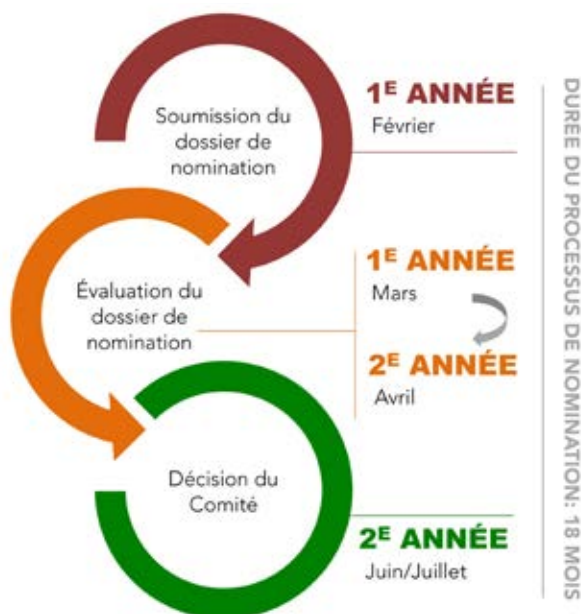 Soumission du
dossier de
nomination
1E ANNÉE
Février
Évaluation du
dossier de
nomination
1E ANNÉE
Mars
2E ANNÉE
Avril
Décision du
Comité
2E ANNÉE
Juin/Juillet
DURÉE DU PROCESSUS DE NOMINATION: 18 MOIS